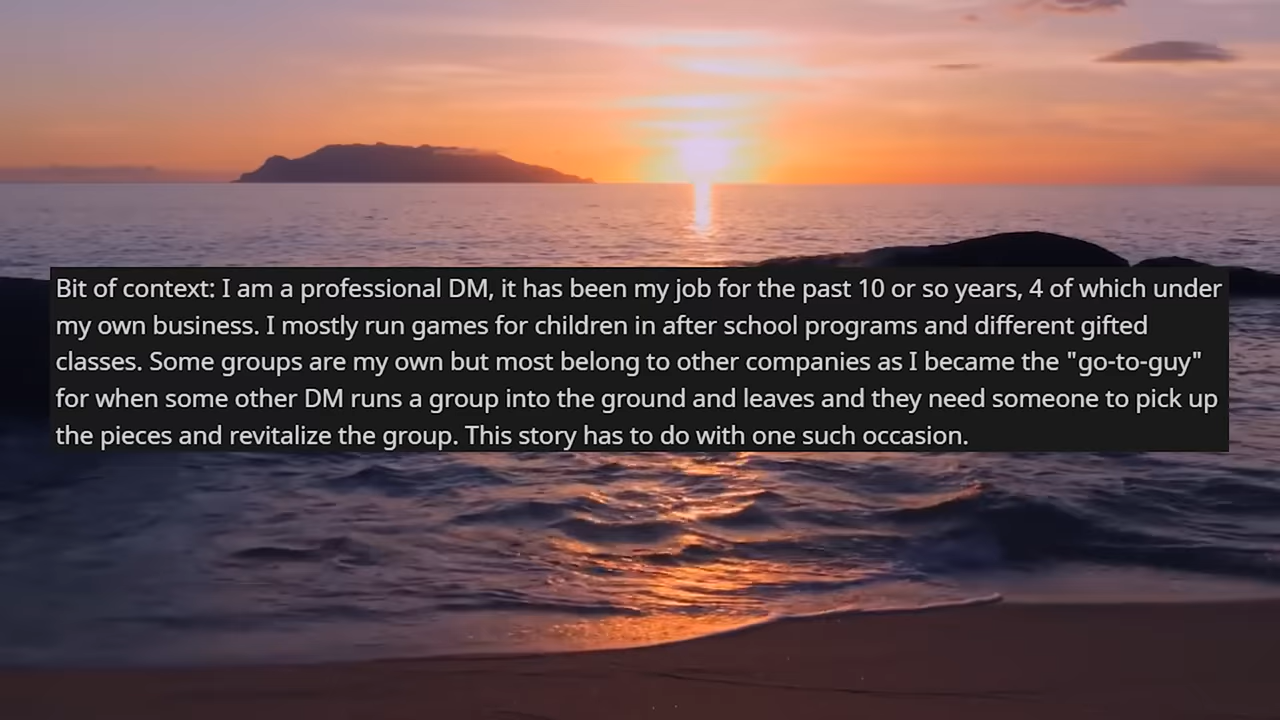 Bit of context: I am a professional DM, it has been my job for the past 10 or so years, 4 of which under
my own business. I mostly run games for children in after school programs and different gifted
classes. Some groups are my own but most belong to other companies as I became the "go-to-guy"
for when some other DM runs a group into the ground and leaves and they need someone to pick up
the pieces and revitalize the group. This story has to do with one such occasion.